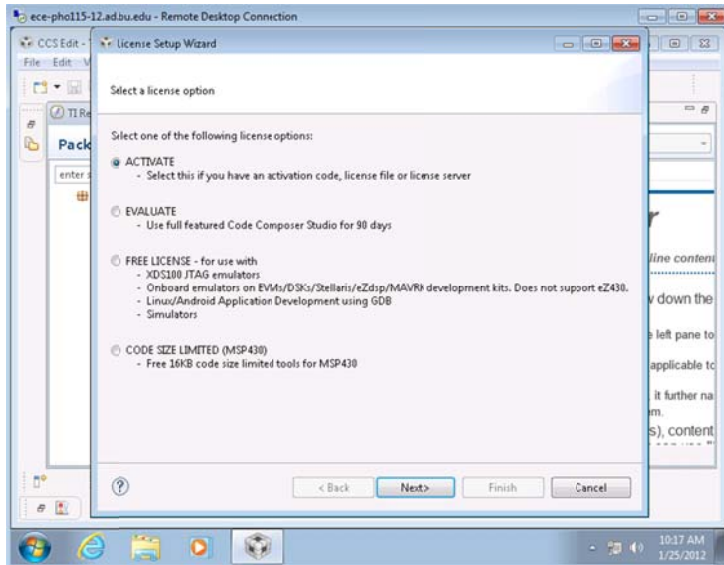 ece-pho115-12.ad.bu.edu - Remote Desktop Connection
CCS Edit -
License Setup Wizard
File Edit V
Select a license option
TI Re
Pack
enter s
Select one of the following license options:
ACTIVATE
- Select this if you have an activation code, license file or license server
EVALUATE
- Use full featured Code Composer Studio for 90 days
FREE LICENSE - for use with
- XDS100 JTAG emulators
- Onboard emulators on EVMs/DSKs/Stellaris/eZdsp/MAVRK development kits. Does not support eZ430.
- Linux/Android Application Development using GDB
- Simulators
CODE SIZE LIMITED (MSP430)
- Free 16KB code size limited tools for MSP430
r
line content
v down the
e left pane to
applicable to
it further na
m.
s), content
? < Back Next> Finish Cancel
10:17 AM
1/25/2012